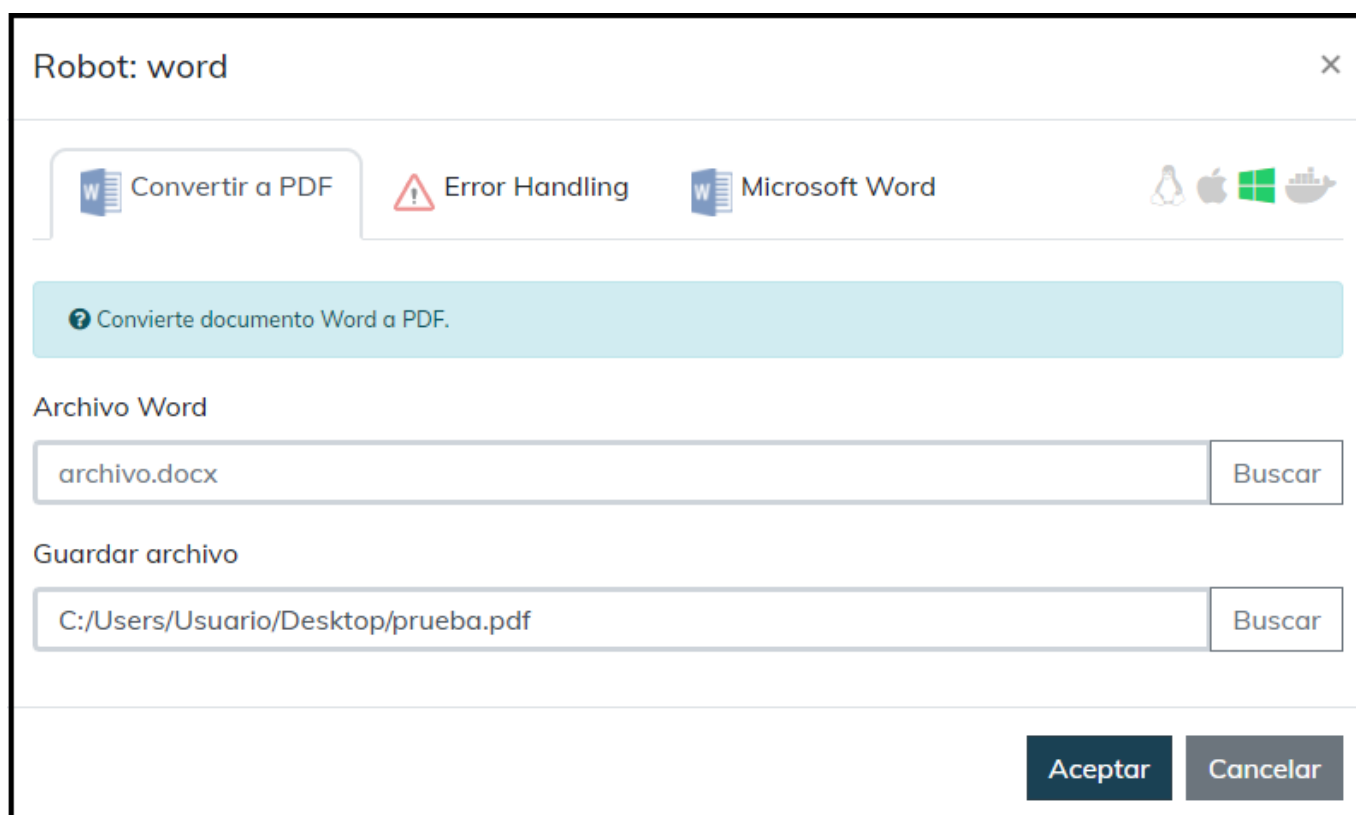 Robot: word
×
Convertir a PDF
Error Handling
Microsoft Word
Convierte documento Word a PDF.
Archivo Word
archivo.docx
Buscar
Guardar archivo
C:/Users/Usuario/Desktop/prueba.pdf
Buscar
Aceptar
Cancelar